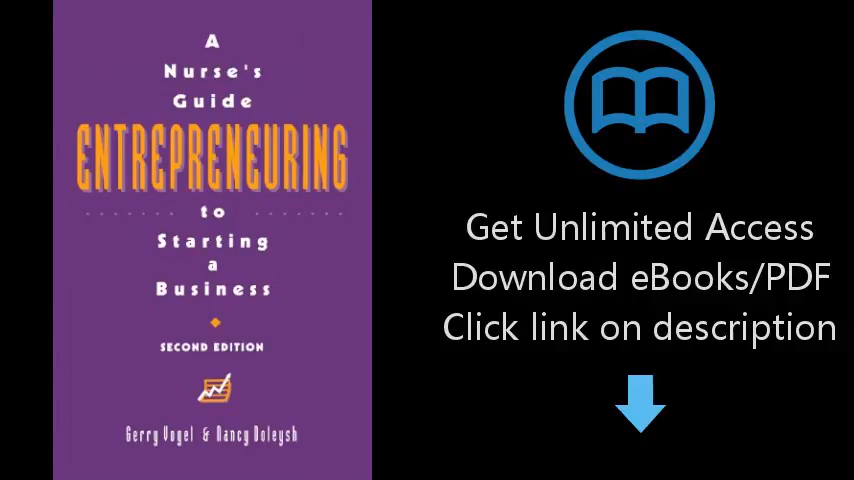 A
Nurse's
Guide
ENTREPRENEURING
to
Starting
a
Business
SECOND EDITION
Gerry Vogel & Nancy Doleysh
Get Unlimited Access
Download eBooks/PDF
Click link on description